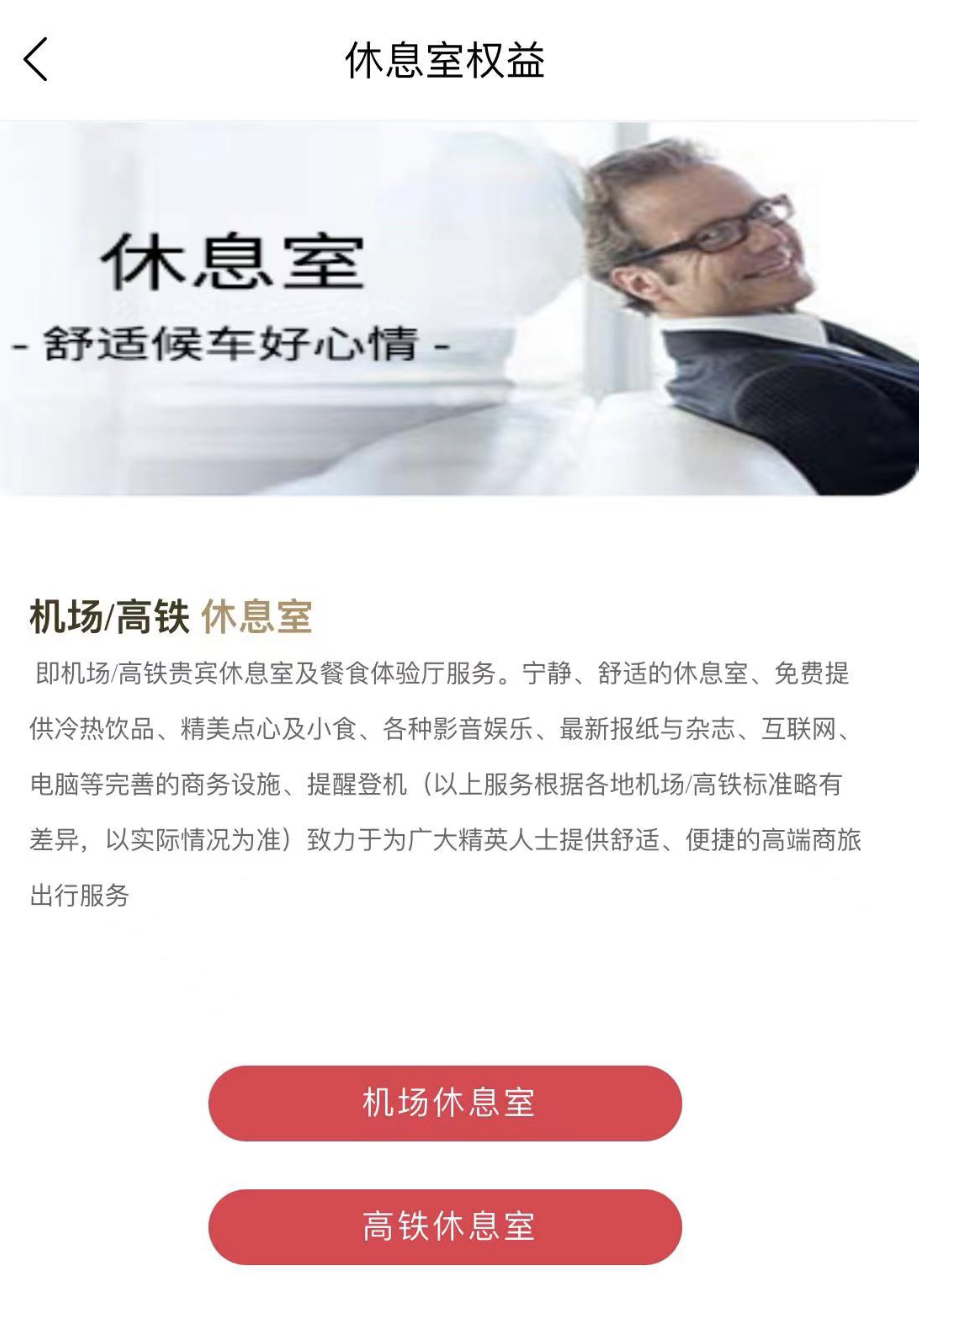 休息室权益
休息室
- 舒适候车好心情 -
机场/高铁 休息室
即机场/高铁贵宾休息室及餐食体验厅服务。宁静、舒适的休息室、免费提
供冷热饮品、精美点心及小食、各种影音娱乐、最新报纸与杂志、互联网、
电脑等完善的商务设施、提醒登机（以上服务根据各地机场/高铁标准略有
差异，以实际情况为准）致力于为广大精英人士提供舒适、便捷的高端商旅
出行服务
机场休息室
高铁休息室